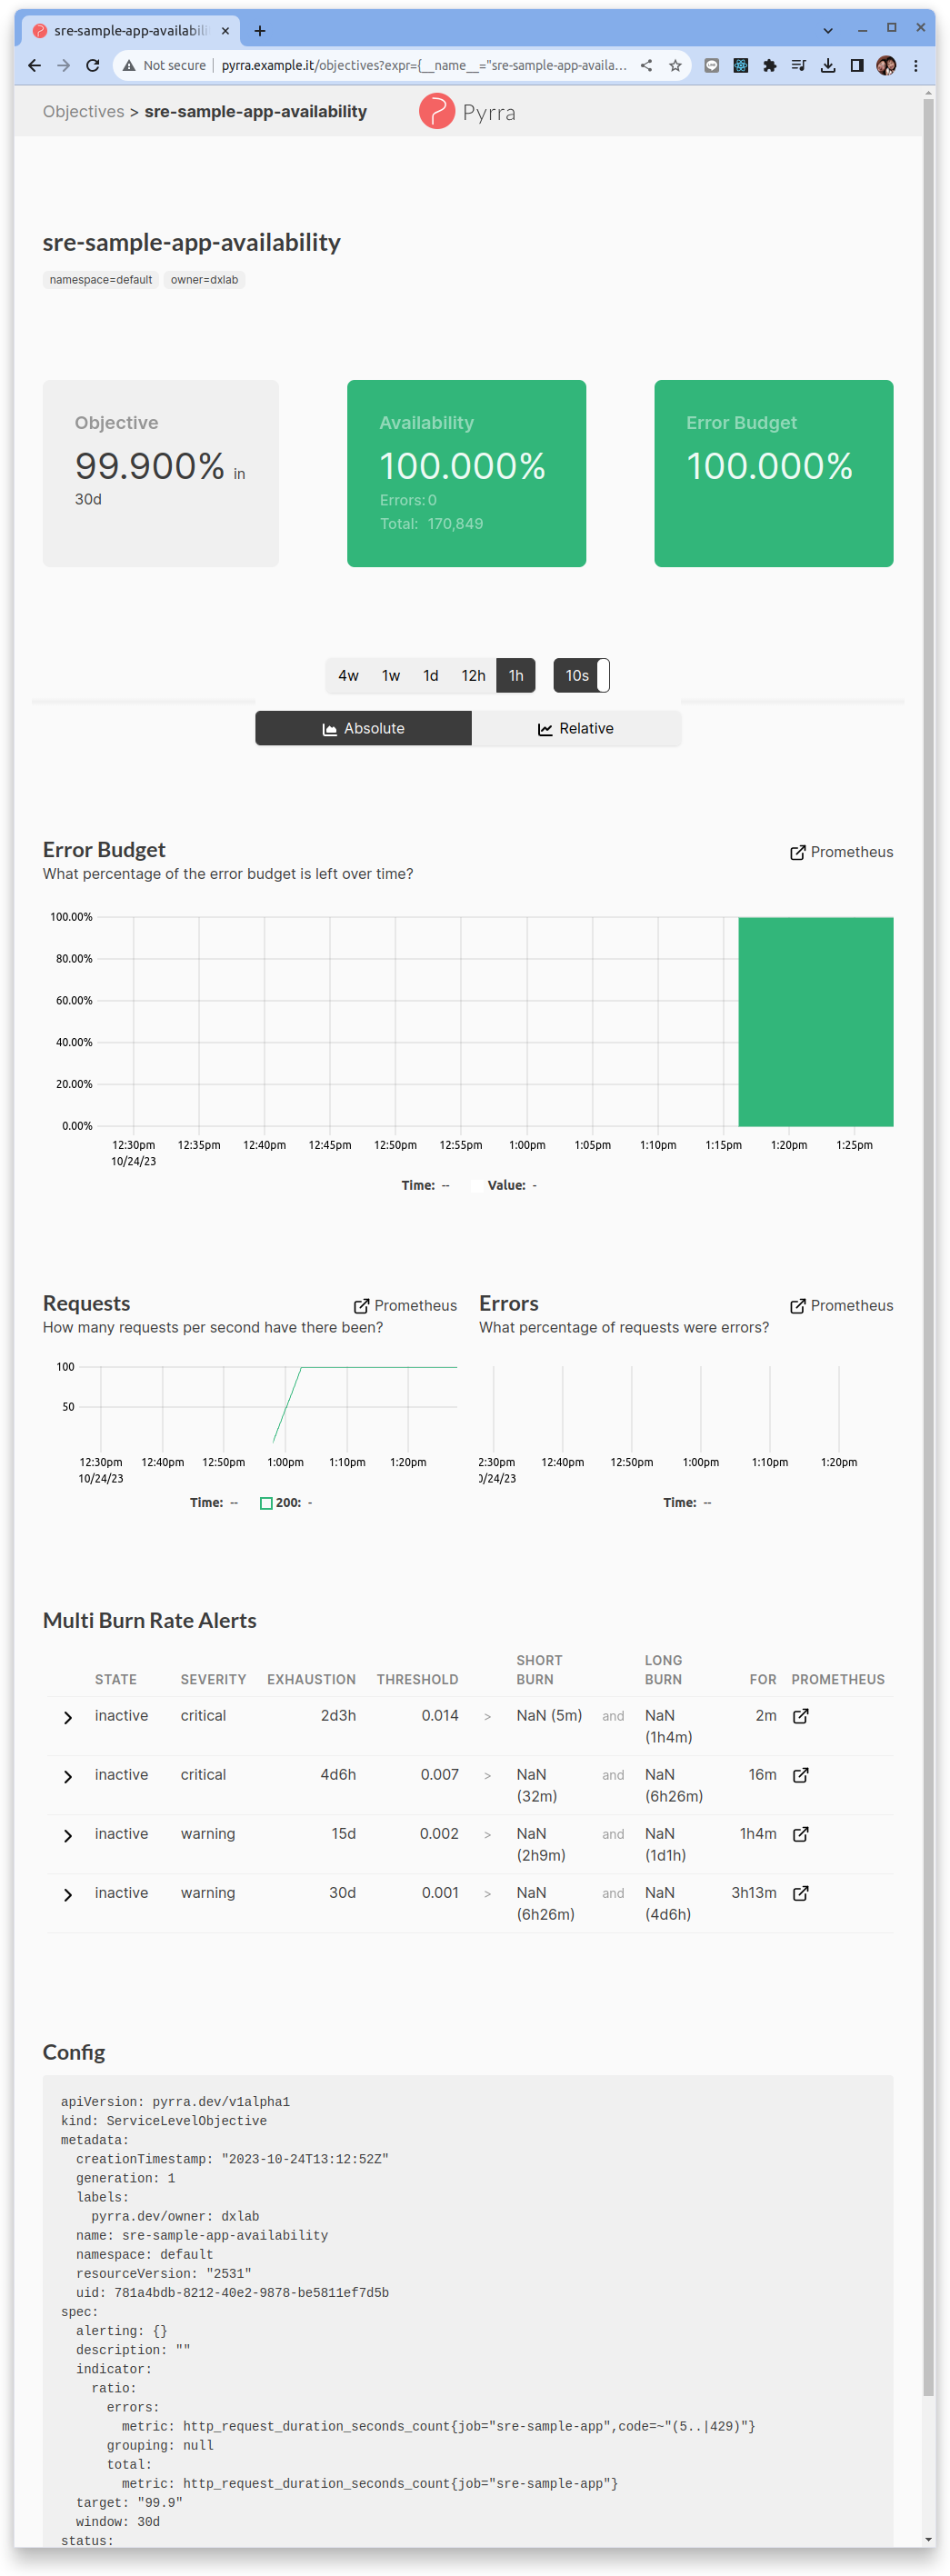 sre-sample-app-availabili
Not secure pyrra.example.it/objectives?expr={__name__="sre-sample-app-availa...
Objectives > sre-sample-app-availability
Pyrra
sre-sample-app-availability
namespace=default owner=dxlab
Objective
99.900% in
30d
Availability
100.000%
Errors: 0
Total: 170,849
Error Budget
100.000%
4w 1w 1d 12h 1h 10s
Absolute Relative
Error Budget
Prometheus
What percentage of the error budget is left over time?
100.00%
80.00%
60.00%
40.00%
20.00%
0.00%
12:30pm 12:35pm 12:40pm 12:45pm 12:50pm 12:55pm 1:00pm 1:05pm 1:10pm 1:15pm 1:20pm 1:25pm
10/24/23
Time: -- Value: -
Requests
Prometheus
How many requests per second have there been?
100
50
12:30pm 12:40pm 12:50pm 1:00pm 1:10pm 1:20pm
10/24/23
Time: -- 200: -
Errors
Prometheus
What percentage of requests were errors?
2:30pm 12:40pm 12:50pm 1:00pm 1:10pm 1:20pm
0/24/23
Time: --
Multi Burn Rate Alerts
STATE SEVERITY EXHAUSTION THRESHOLD SHORT BURN LONG BURN FOR PROMETHEUS
inactive critical 2d3h 0.014 > NaN (5m) and NaN (1h4m) 2m
inactive critical 4d6h 0.007 > NaN (32m) and NaN (6h26m) 16m
inactive warning 15d 0.002 > NaN (2h9m) and NaN (1d1h) 1h4m
inactive warning 30d 0.001 > NaN (6h26m) and NaN (4d6h) 3h13m
Config
apiVersion: pyrra.dev/v1alpha1
kind: ServiceLevelObjective
metadata:
  creationTimestamp: "2023-10-24T13:12:52Z"
  generation: 1
  labels:
    pyrra.dev/owner: dxlab
  name: sre-sample-app-availability
  namespace: default
  resourceVersion: "2531"
  uid: 781a4bdb-8212-40e2-9878-be5811ef7d5b
spec:
  alerting: {}
  description: ""
  indicator:
    ratio:
      errors:
        metric: http_request_duration_seconds_count{job="sre-sample-app",code=~"(5..|429)"}
      grouping: null
      total:
        metric: http_request_duration_seconds_count{job="sre-sample-app"}
  target: "99.9"
  window: 30d
status: